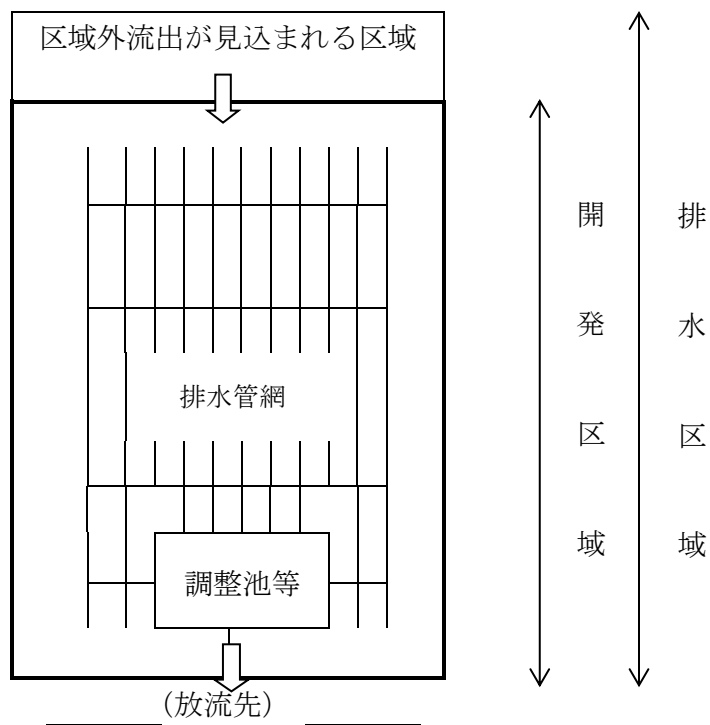 区域外流出が見込まれる区域
排水管網
調整池等
(放流先)
開発区域
排水区域